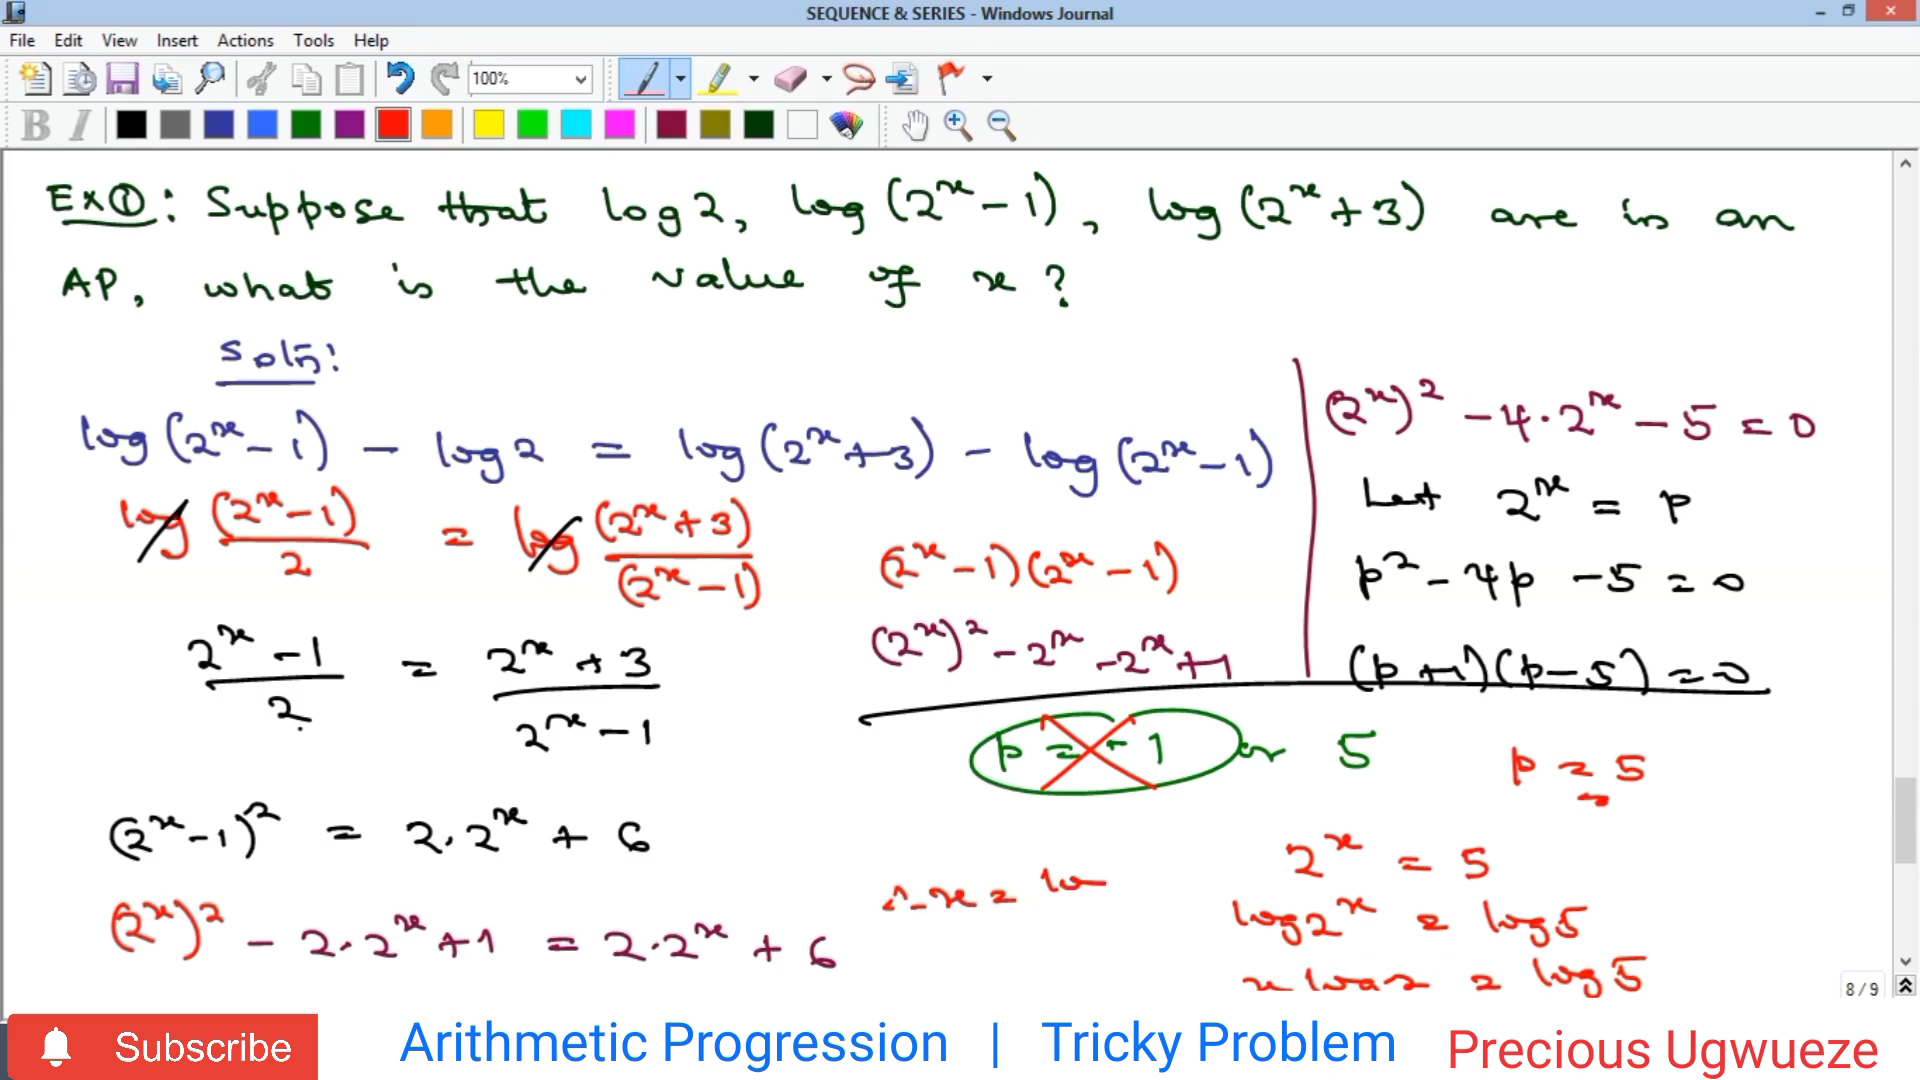 SEQUENCE & SERIES - Windows Journal
File Edit View Insert Actions Tools Help
100%
B I
Ex①: Suppose that log 2, log (2^x - 1), log (2^x + 3) are in an
AP, what is the value of x?
soln:
log (2^x - 1) - log 2 = log (2^x + 3) - log (2^x - 1)
log (2^x - 1)/2 = log (2^x + 3)/(2^x - 1)
(2^x - 1)/2 = (2^x + 3)/(2^x - 1)
(2^x - 1)^2 = 2·2^x + 6
(2^x)^2 - 2·2^x + 1 = 2·2^x + 6
(2^x - 1)(2^x - 1)
(2^x)^2 - 2^x - 2^x + 1
(2^x)^2 - 4·2^x - 5 = 0
Let 2^x = p
p^2 - 4p - 5 = 0
(p + 1)(p - 5) = 0
p = -1 or 5
p = 5
2^x = 5
log 2^x = log 5
x log 2 = log 5
∴ x = lo
8 / 9
Subscribe
Arithmetic Progression | Tricky Problem
Precious Ugwueze